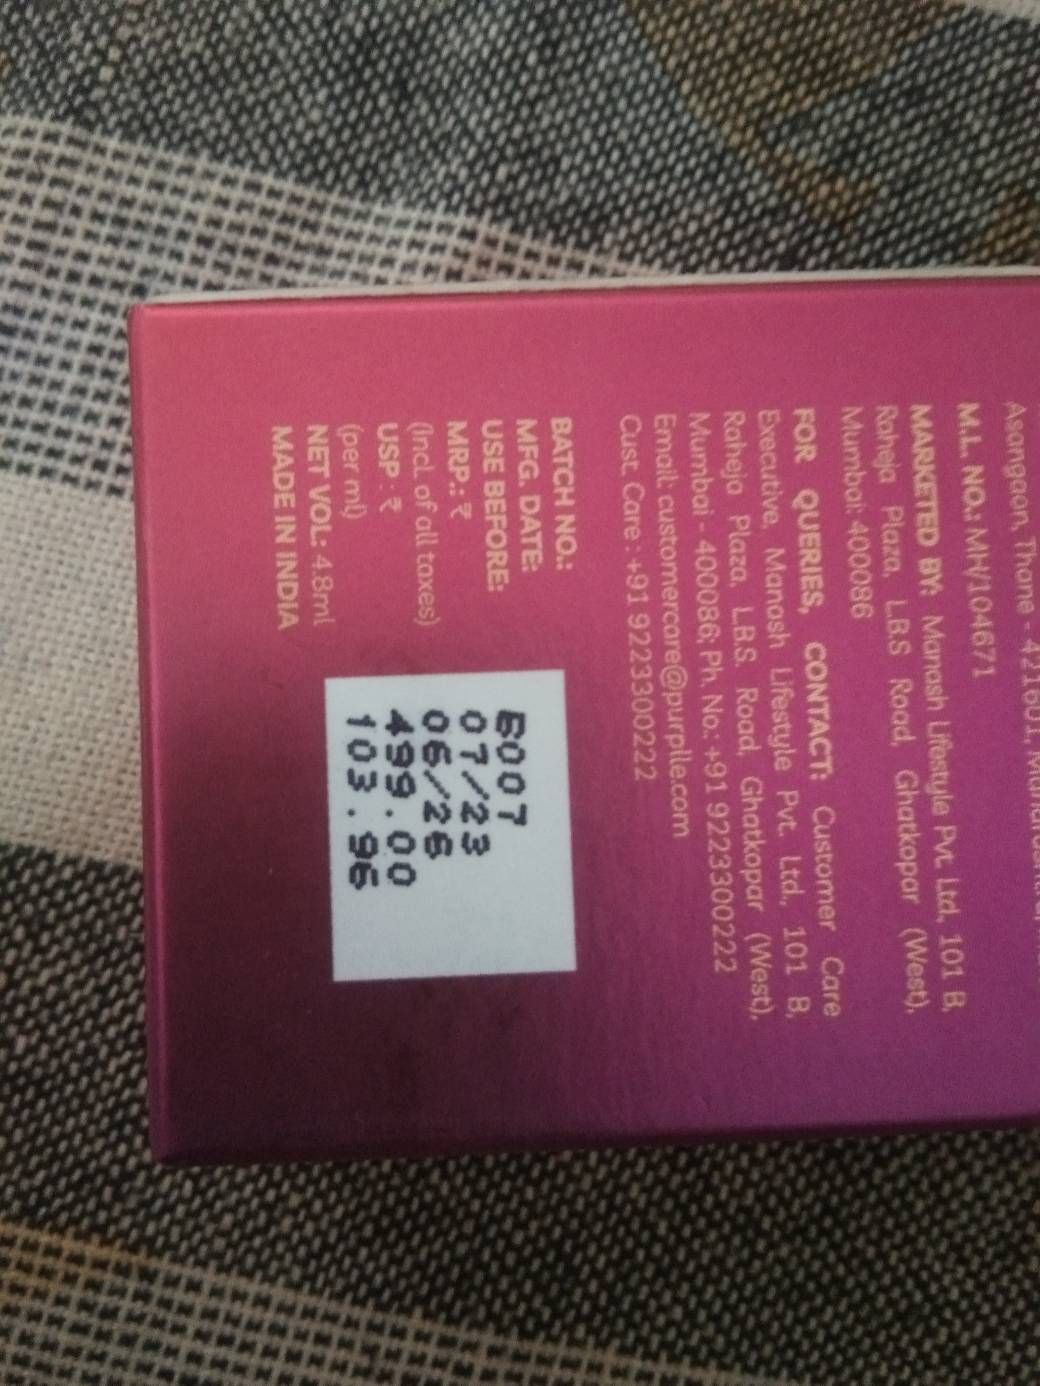 Asangaon, Thane - 421601,
M.L. NO.: MH/104671
MARKETED BY: Manash Lifestyle Pvt. Ltd., 101 B,
Raheja Plaza, L.B.S Road, Ghatkopar (West),
Mumbai: 400086
FOR QUERIES, CONTACT: Customer Care
Executive, Manash Lifestyle Pvt. Ltd., 101 B,
Raheja Plaza, L.B.S. Road, Ghatkopar (West),
Mumbai - 400086; Ph. No.: +91 9223300222
Email: customercare@purplle.com
Cust. Care : +91 9223300222
BATCH NO.:
MFG. DATE:
USE BEFORE:
MRP.: ₹
(Incl. of all taxes)
USP : ₹
(per ml)
NET VOL: 4.8ml
MADE IN INDIA
B007
07/23
06/26
499.00
103.96